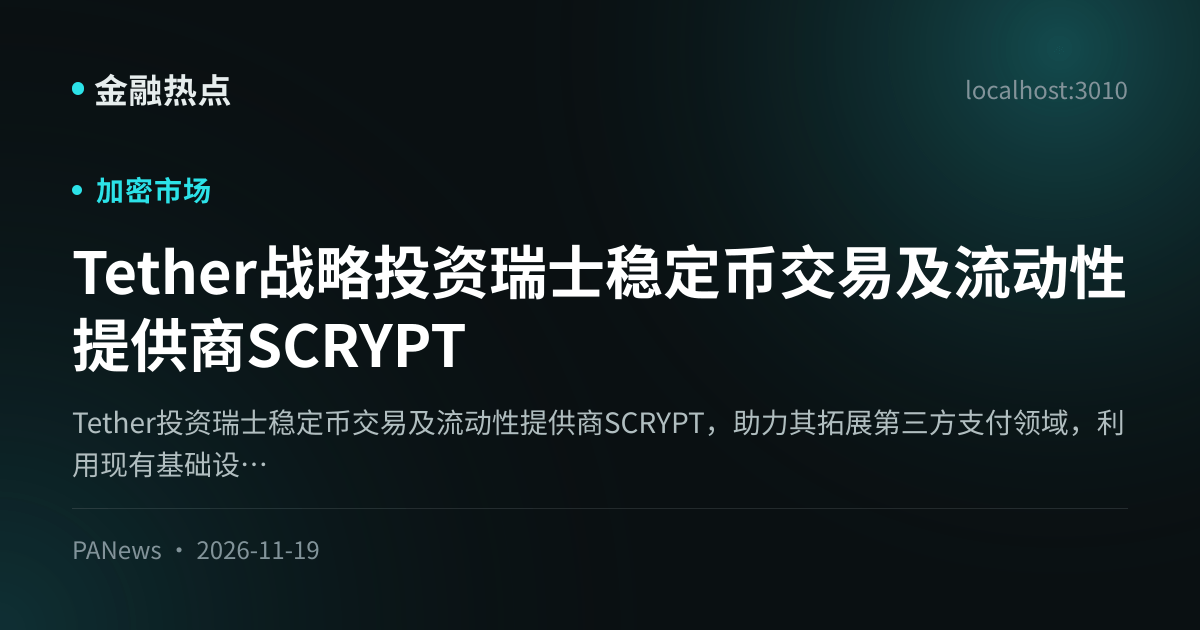 金融热点
localhost:3010
加密市场
Tether战略投资瑞士稳定币交易及流动性
提供商SCRYPT
Tether投资瑞士稳定币交易及流动性提供商SCRYPT，助力其拓展第三方支付领域，利
用现有基础设…
PANews • 2026-11-19